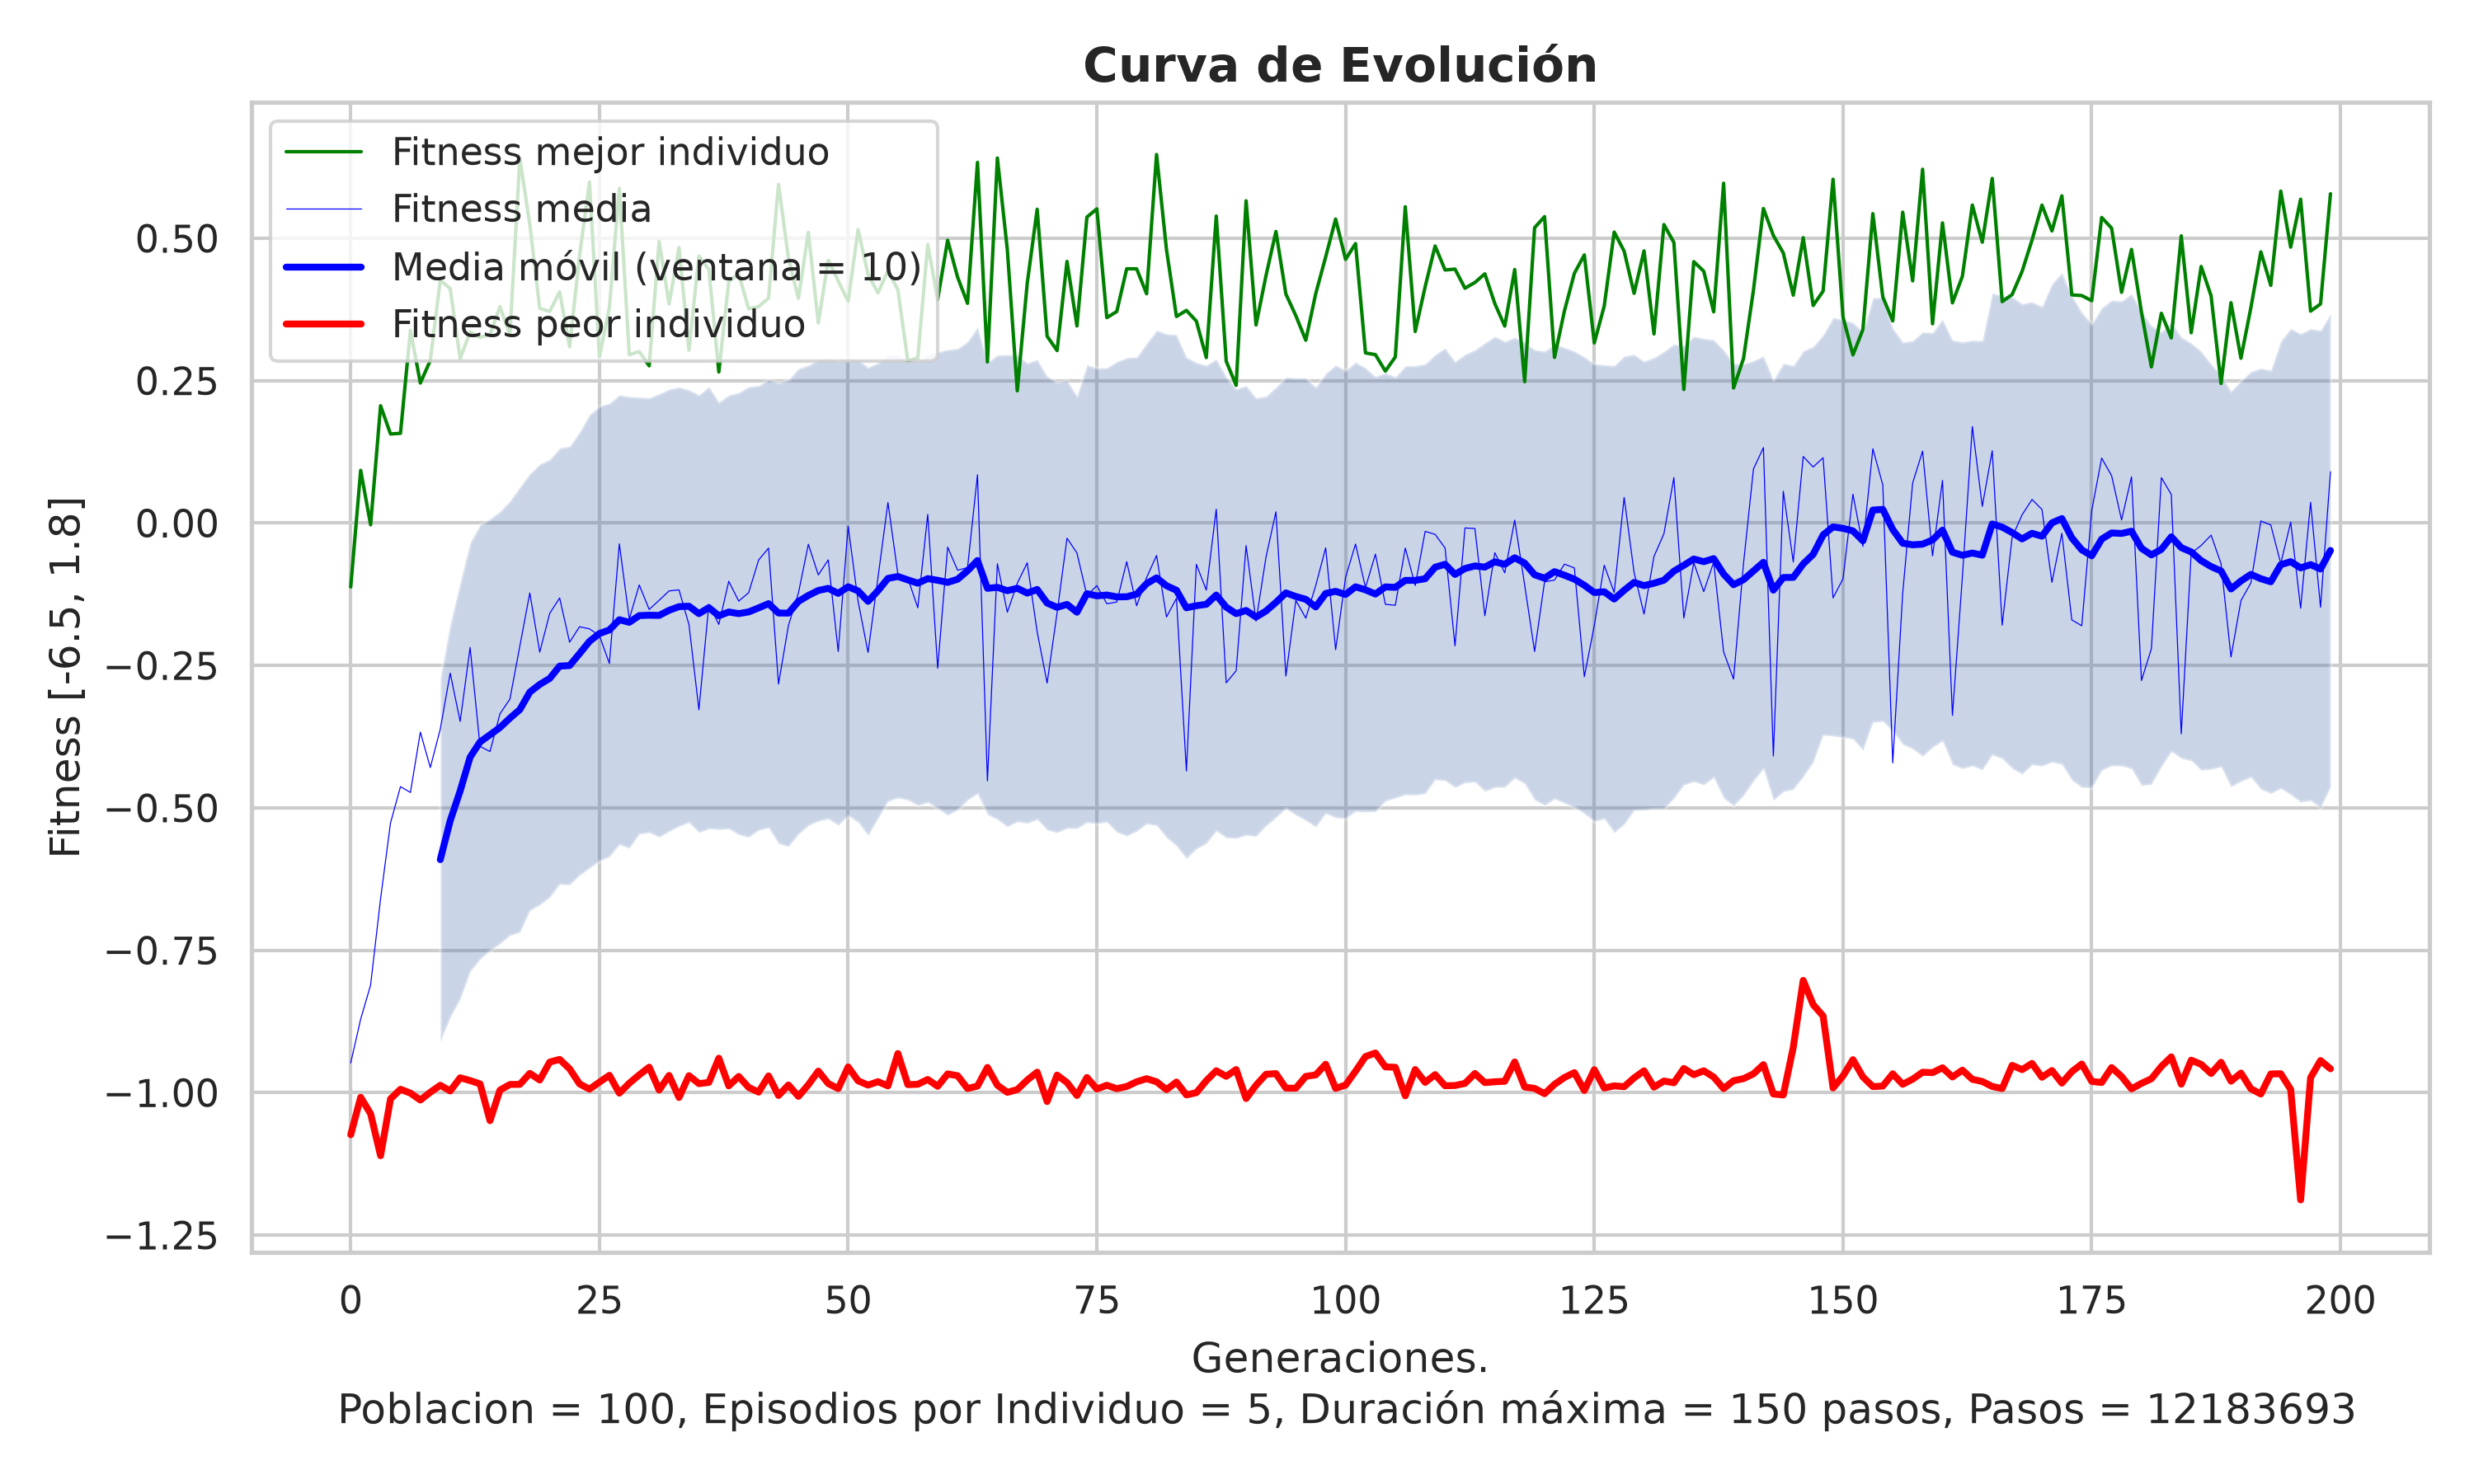 Curva de Evolución
Fitness mejor individuo
Fitness media
Media móvil (ventana = 10)
Fitness peor individuo
Fitness [-6.5, 1.8]
0.50
0.25
0.00
−0.25
−0.50
−0.75
−1.00
−1.25
0 25 50 75 100 125 150 175 200
Generaciones.
Poblacion = 100, Episodios por Individuo = 5, Duración máxima = 150 pasos, Pasos = 12183693